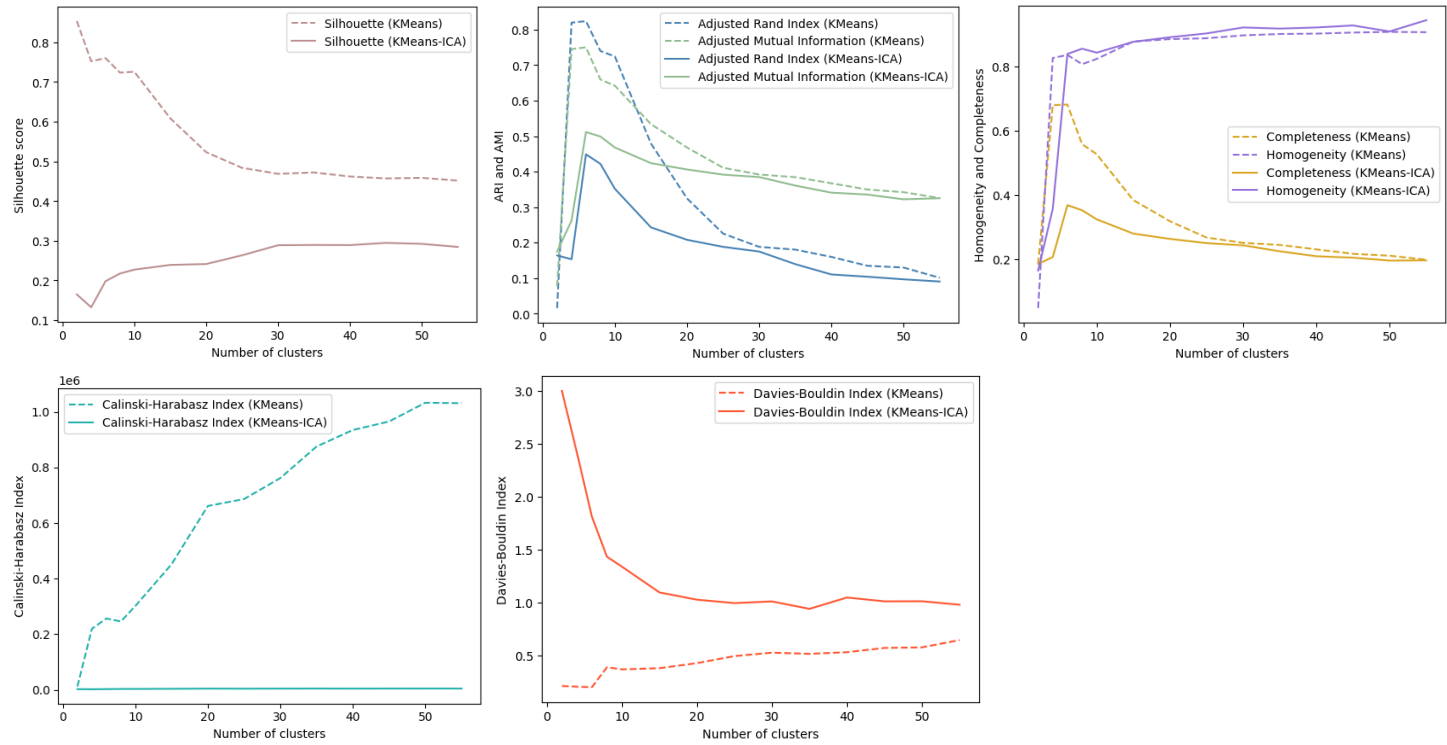 Silhouette score
0.8
0.7
0.6
0.5
0.4
0.3
0.2
0.1
Silhouette (KMeans)
Silhouette (KMeans-ICA)
0 10 20 30 40 50
Number of clusters
ARI and AMI
0.8
0.7
0.6
0.5
0.4
0.3
0.2
0.1
0.0
Adjusted Rand Index (KMeans)
Adjusted Mutual Information (KMeans)
Adjusted Rand Index (KMeans-ICA)
Adjusted Mutual Information (KMeans-ICA)
0 10 20 30 40 50
Number of clusters
Homogeneity and Completeness
0.8
0.6
0.4
0.2
Completeness (KMeans)
Homogeneity (KMeans)
Completeness (KMeans-ICA)
Homogeneity (KMeans-ICA)
0 10 20 30 40 50
Number of clusters
1e6
Calinski-Harabasz Index
1.0
0.8
0.6
0.4
0.2
0.0
Calinski-Harabasz Index (KMeans)
Calinski-Harabasz Index (KMeans-ICA)
0 10 20 30 40 50
Number of clusters
Davies-Bouldin Index
3.0
2.5
2.0
1.5
1.0
0.5
Davies-Bouldin Index (KMeans)
Davies-Bouldin Index (KMeans-ICA)
0 10 20 30 40 50
Number of clusters